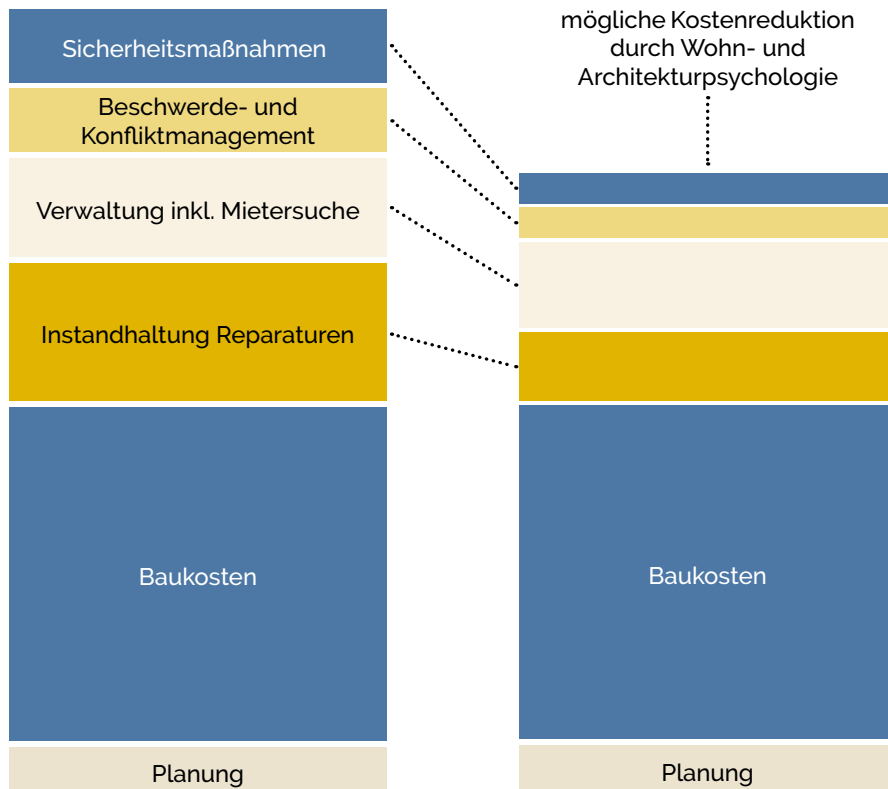 Sicherheitsmaßnahmen
Beschwerde- und
Konfliktmanagement
Verwaltung inkl. Mietersuche
Instandhaltung Reparaturen
Baukosten
Planung
mögliche Kostenreduktion
durch Wohn- und
Architekturpsychologie
Baukosten
Planung